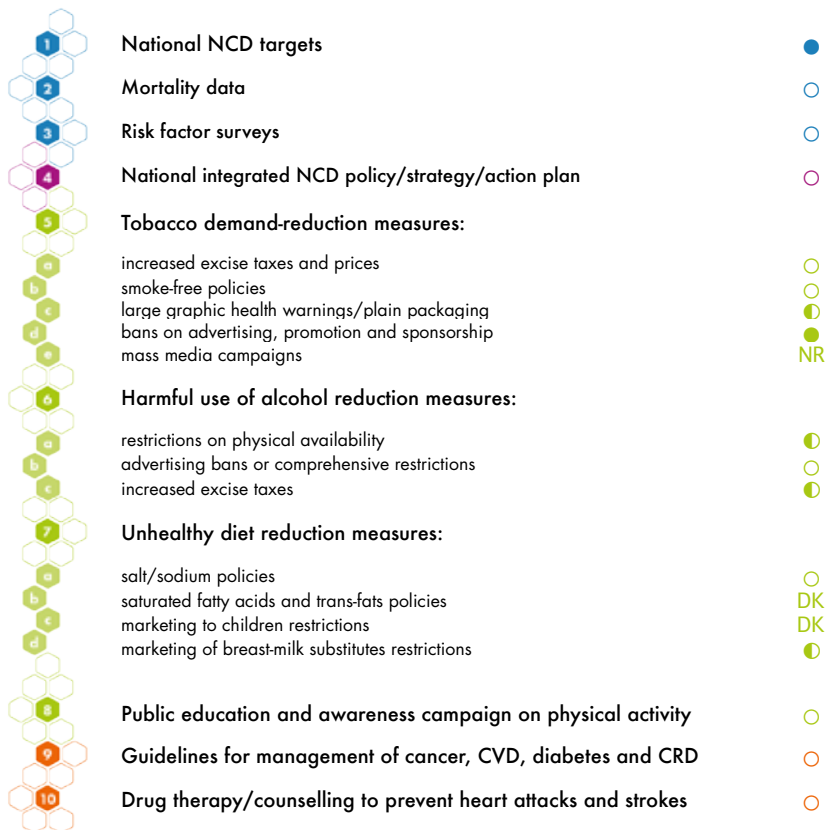 1 National NCD targets ●
2 Mortality data ○
3 Risk factor surveys ○
4 National integrated NCD policy/strategy/action plan ○
5 Tobacco demand-reduction measures:
a increased excise taxes and prices ○
b smoke-free policies ○
c large graphic health warnings/plain packaging ◐
d bans on advertising, promotion and sponsorship ●
e mass media campaigns NR
6 Harmful use of alcohol reduction measures:
a restrictions on physical availability ◐
b advertising bans or comprehensive restrictions ○
c increased excise taxes ◐
7 Unhealthy diet reduction measures:
a salt/sodium policies ○
b saturated fatty acids and trans-fats policies DK
c marketing to children restrictions DK
d marketing of breast-milk substitutes restrictions ◐
8 Public education and awareness campaign on physical activity ○
9 Guidelines for management of cancer, CVD, diabetes and CRD ○
10 Drug therapy/counselling to prevent heart attacks and strokes ○